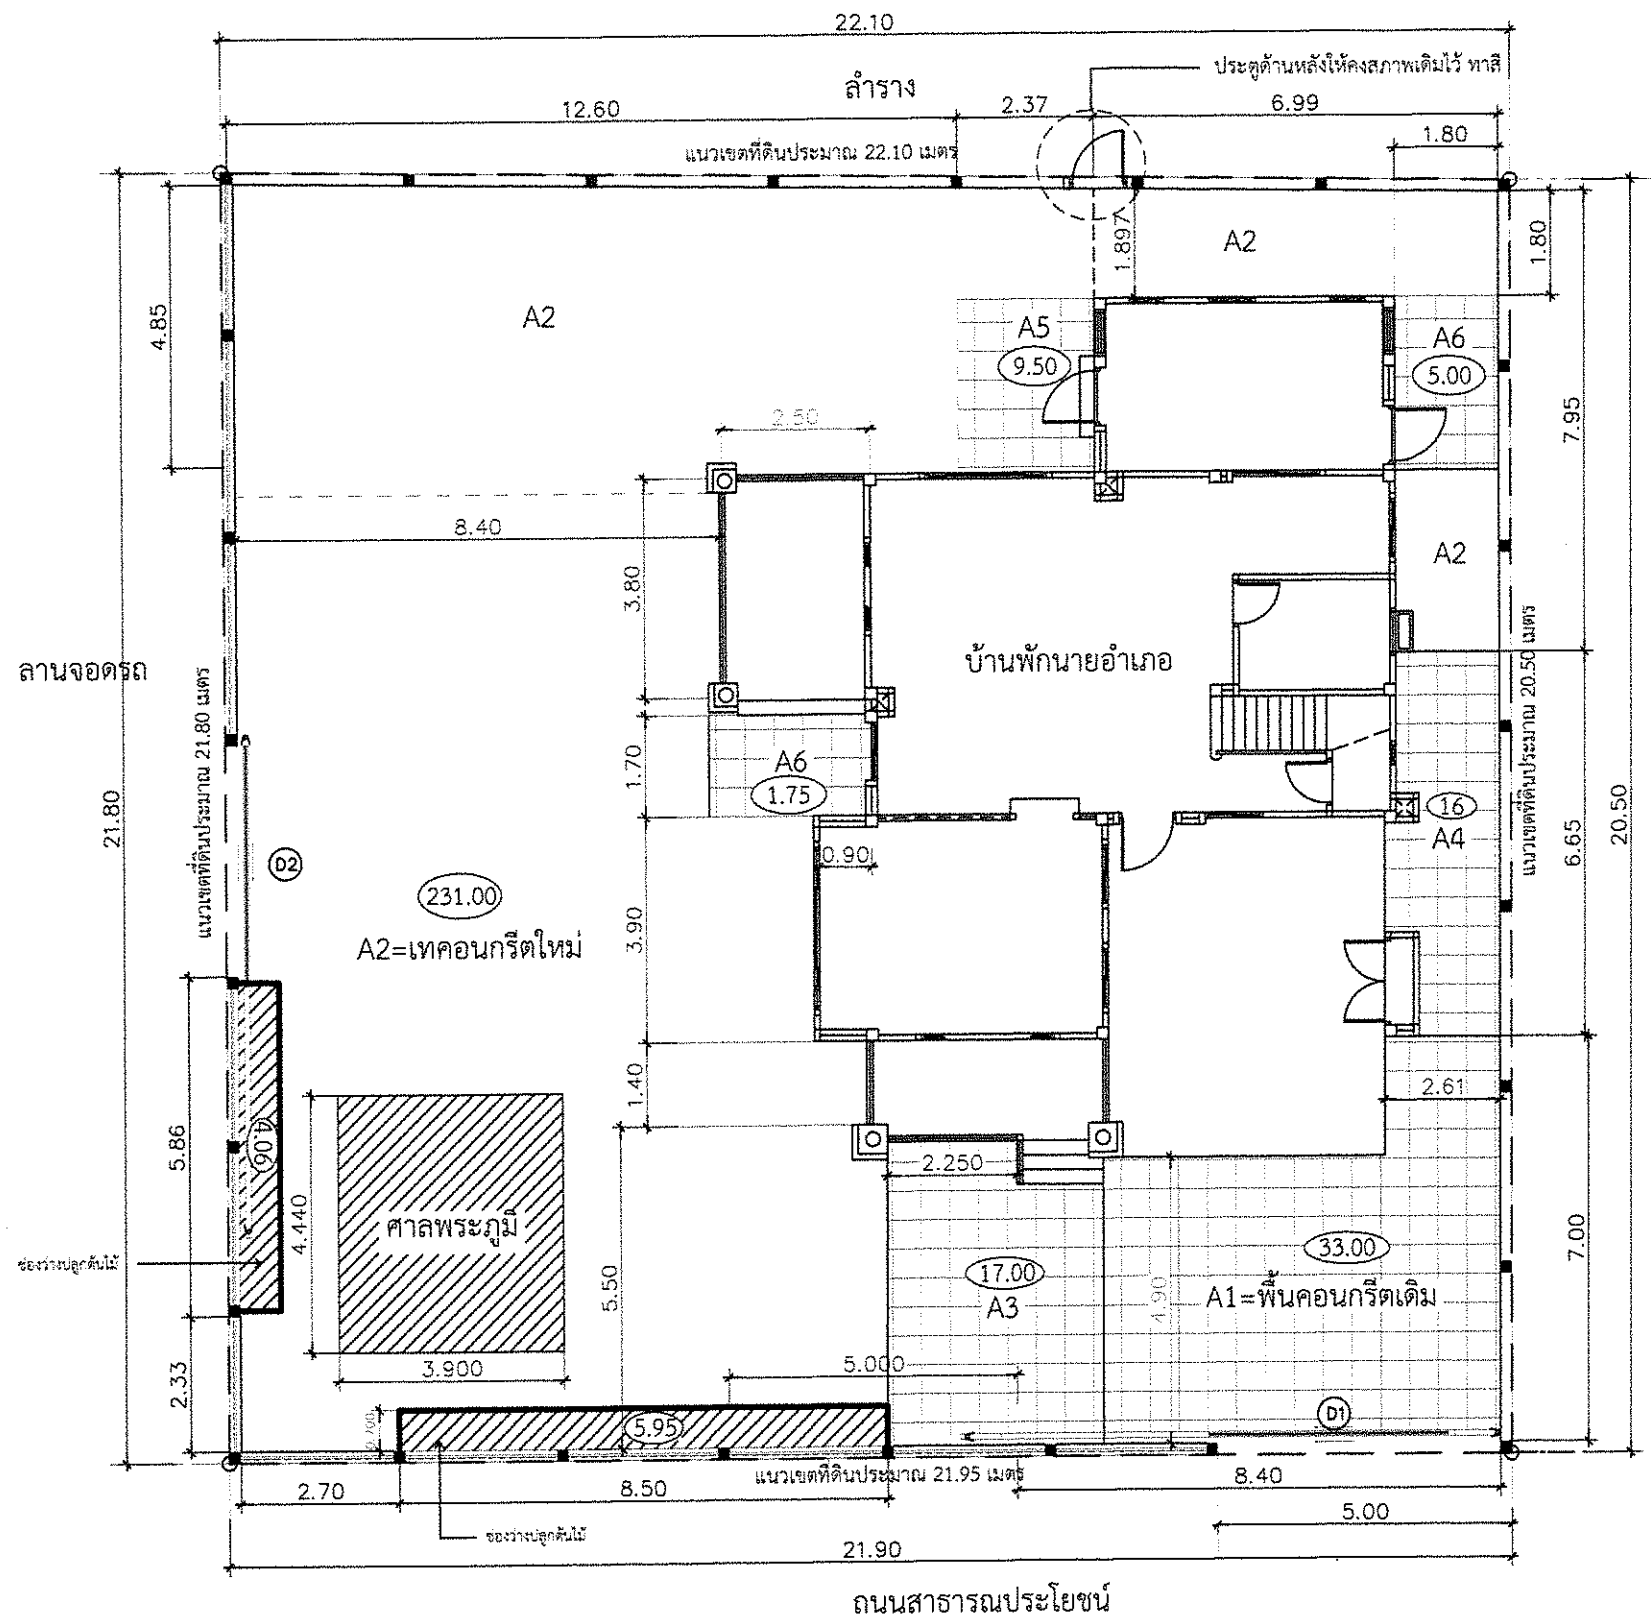 22.10
ประตูด้านหลังให้คงสภาพเดิมไว้ ทาสี
ลำราง
12.60
2.37
6.99
1.80
แนวเขตที่ดินประมาณ 22.10 เมตร
A2
1.897
1.80
A2
4.85
A5
9.50
A6
5.00
7.95
2.50
8.40
A2
3.80
บ้านพักนายอำเภอ
แนวเขตที่ดินประมาณ 20.50 เมตร
ลานจอดรถ
แนวเขตที่ดินประมาณ 21.80 เมตร
21.80
1.70
A6
1.75
16
A4
20.50
6.65
0.90
D2
231.00
A2=เทคอนกรีตใหม่
3.90
1.40
2.61
5.86
4.06
2.250
4.440
ศาลพระภูมิ
7.00
33.00
ช่องว่างปลูกต้นไม้
17.00
5.50
4.90
A1=พื้นคอนกรีตเดิม
A3
2.33
3.900
5.000
D1
0.700
5.95
แนวเขตที่ดินประมาณ 21.95 เมตร
8.40
2.70
8.50
5.00
ช่องว่างปลูกต้นไม้
21.90
ถนนสาธารณประโยชน์